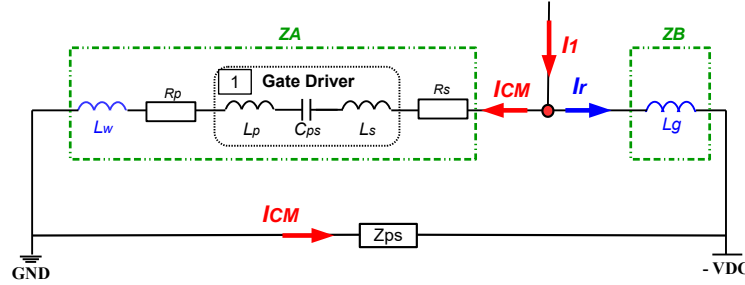 ZA
ZB
I1
1 Gate Driver
Rp
Rs
ICM
Ir
Lw
Lp
Cps
Ls
Lg
ICM
Zps
GND
- VDC